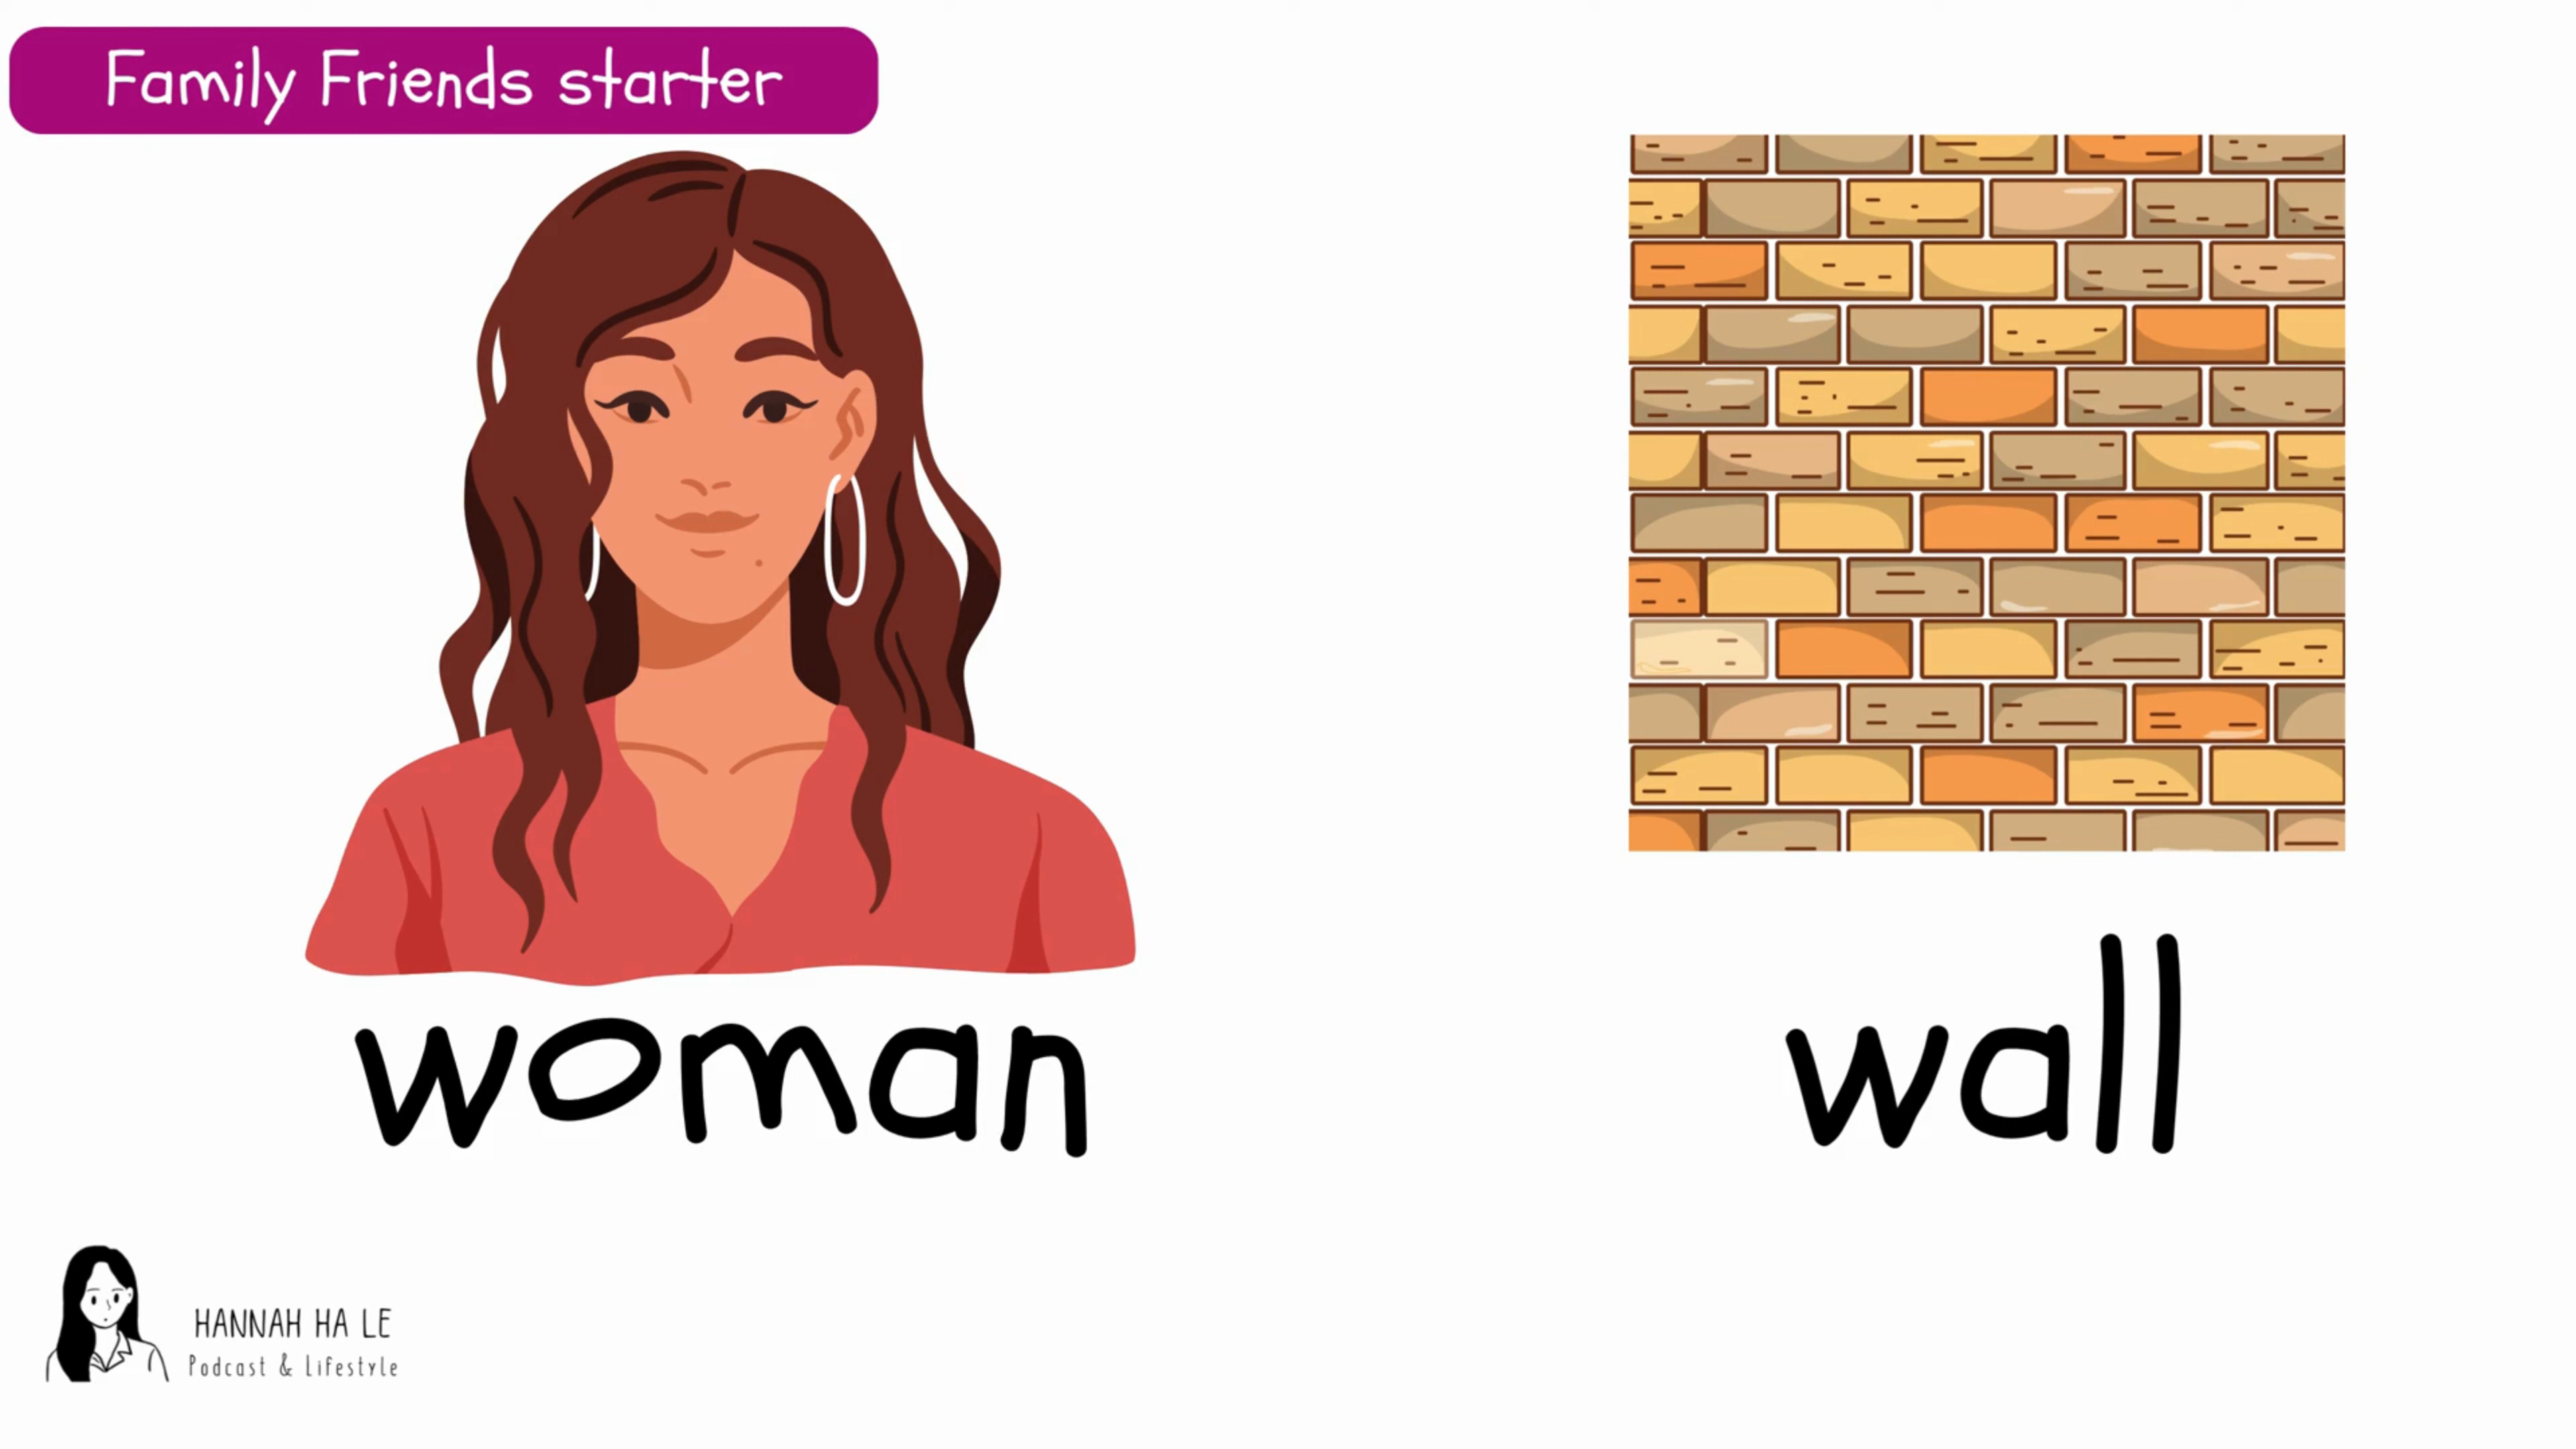 Family Friends starter
woman
wall
HANNAH HA LE
Podcast & Lifestyle